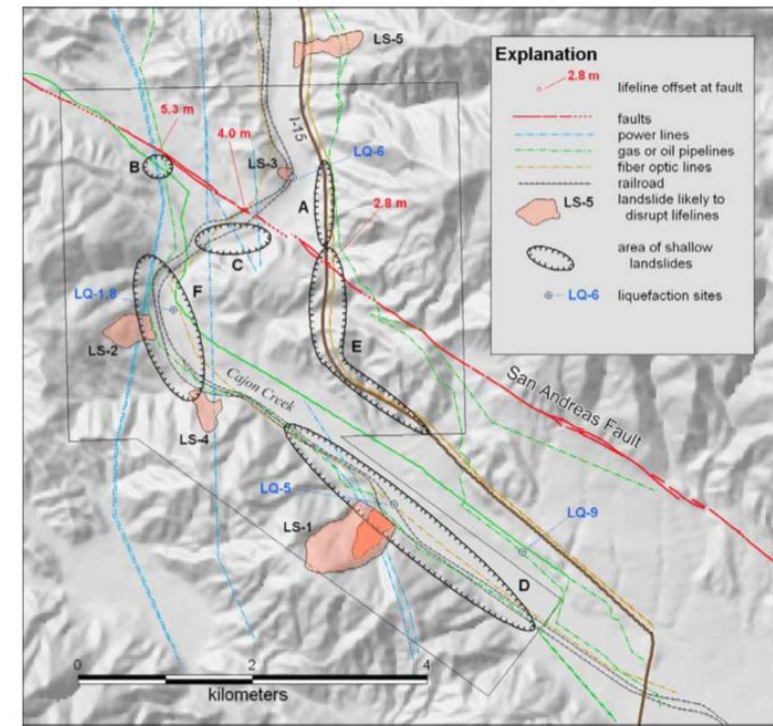 LS-5
Explanation
2.8 m
lifeline offset at fault
faults
power lines
gas or oil pipelines
fiber optic lines
railroad
LS-5
landslide likely to
disrupt lifelines
area of shallow
landslides
LQ-6
liquefaction sites
5.3 m
4.0 m
I-15
LS-3
LQ-6
B
A
2.8 m
C
LQ-1,8
F
LS-2
E
Cajon Creek
San Andreas Fault
LS-4
LQ-5
LQ-9
LS-1
D
0
2
4
kilometers